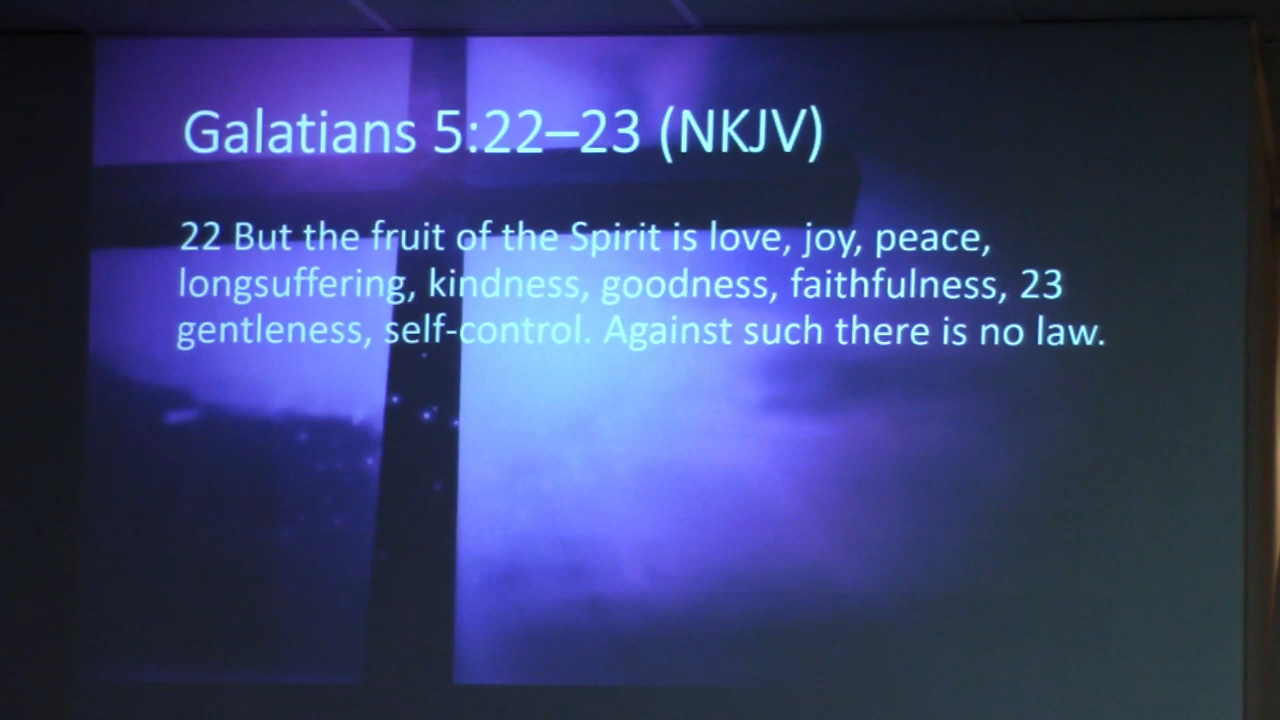 Galatians 5:22–23 (NKJV)
22 But the fruit of the Spirit is love, joy, peace,
longsuffering, kindness, goodness, faithfulness, 23
gentleness, self-control. Against such there is no law.